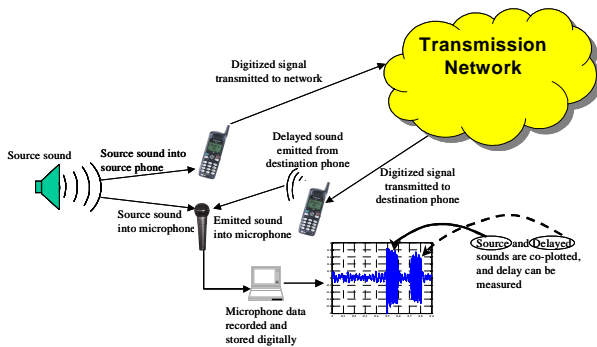 Transmission
Network
Digitized signal
transmitted to network
Source sound
Source sound into
source phone
Delayed sound
emitted from
destination phone
Digitized signal
transmitted to
destination phone
Source sound
into microphone
Emitted sound
into microphone
Source and Delayed
sounds are co-plotted,
and delay can be
measured
Microphone data
recorded and
stored digitally